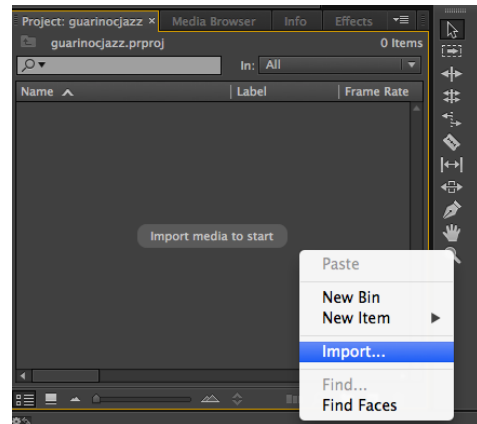 Project: guarinocjazz × Media Browser Info Effects
guarinocjazz.prproj 0 Items
In: All
Name Label Frame Rate
Import media to start
Paste
New Bin
New Item
Import...
Find...
Find Faces